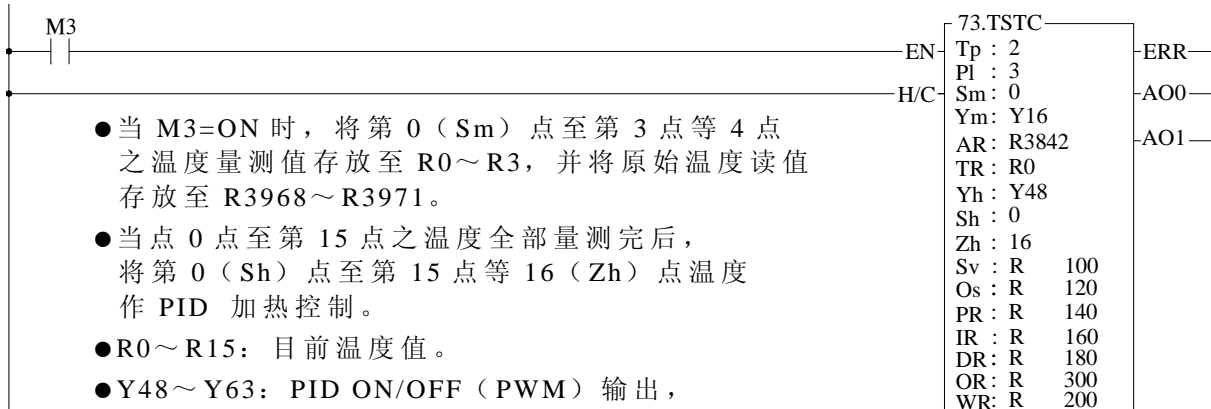 M3
EN
H/C
●当 M3=ON 时，将第 0（Sm）点至第 3 点等 4 点
之温度量测值存放至 R0～R3，并将原始温度读值
存放至 R3968～R3971。
●当点 0 点至第 15 点之温度全部量测完后，
将第 0（Sh）点至第 15 点等 16（Zh）点温度
作 PID 加热控制。
●R0～R15：目前温度值。
●Y48～Y63：PID ON/OFF（PWM）输出，
73.TSTC
Tp : 2
Pl : 3
Sm : 0
Ym : Y16
AR : R3842
TR : R0
Yh : Y48
Sh : 0
Zh : 16
Sv : R 100
Os : R 120
PR : R 140
IR : R 160
DR : R 180
OR : R 300
WR: R 200
ERR
AO0
AO1